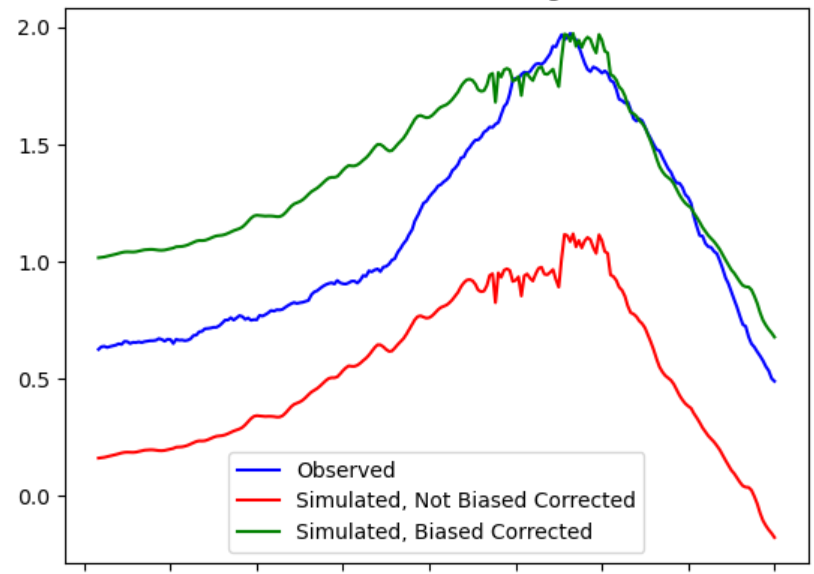 2.0
1.5
1.0
0.5
0.0
Observed
Simulated, Not Biased Corrected
Simulated, Biased Corrected